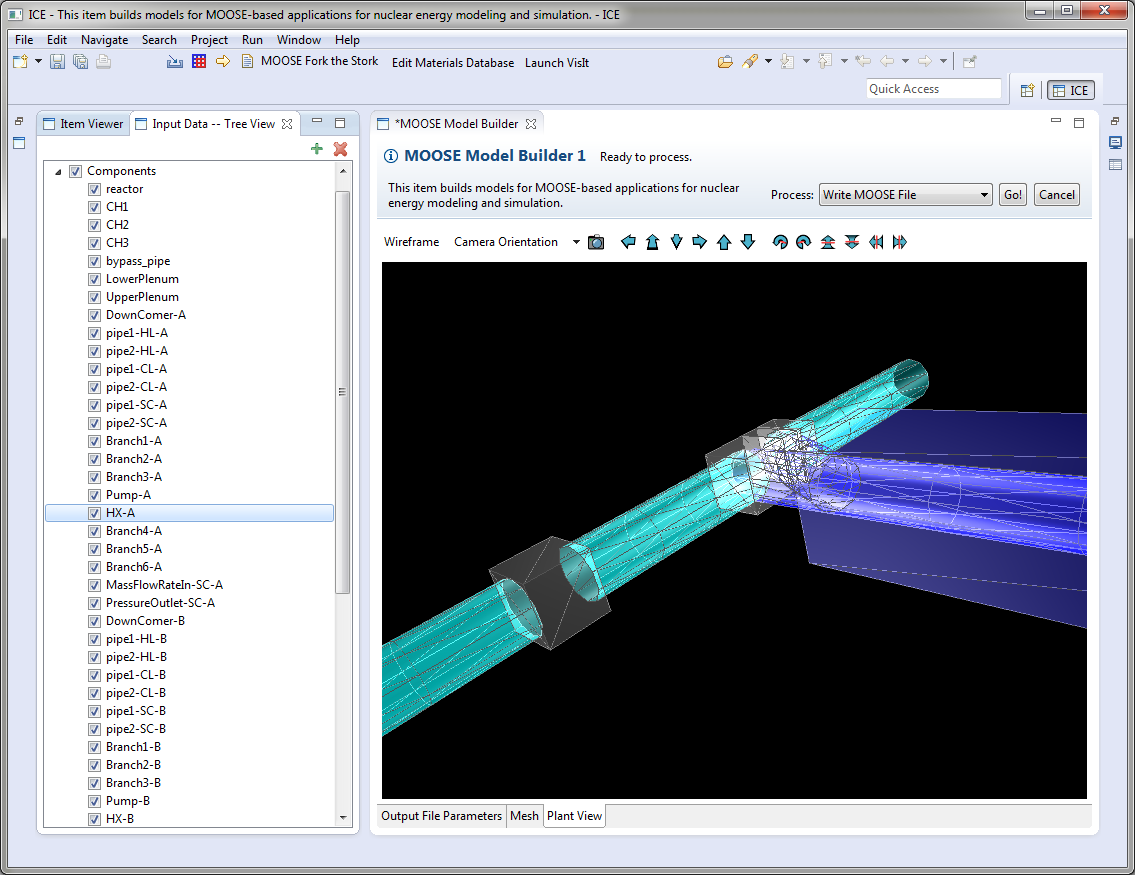 ICE - This item builds models for MOOSE-based applications for nuclear energy modeling and simulation. - ICE
File Edit Navigate Search Project Run Window Help
MOOSE Fork the Stork Edit Materials Database Launch VisIt
Quick Access
ICE
Item Viewer
Input Data -- Tree View
Components
reactor
CH1
CH2
CH3
bypass_pipe
LowerPlenum
UpperPlenum
DownComer-A
pipe1-HL-A
pipe2-HL-A
pipe1-CL-A
pipe2-CL-A
pipe1-SC-A
pipe2-SC-A
Branch1-A
Branch2-A
Branch3-A
Pump-A
HX-A
Branch4-A
Branch5-A
Branch6-A
MassFlowRateIn-SC-A
PressureOutlet-SC-A
DownComer-B
pipe1-HL-B
pipe2-HL-B
pipe1-CL-B
pipe2-CL-B
pipe1-SC-B
pipe2-SC-B
Branch1-B
Branch2-B
Branch3-B
Pump-B
HX-B
*MOOSE Model Builder
MOOSE Model Builder 1 Ready to process.
This item builds models for MOOSE-based applications for nuclear
energy modeling and simulation.
Process: Write MOOSE File Go! Cancel
Wireframe Camera Orientation
Output File Parameters Mesh Plant View